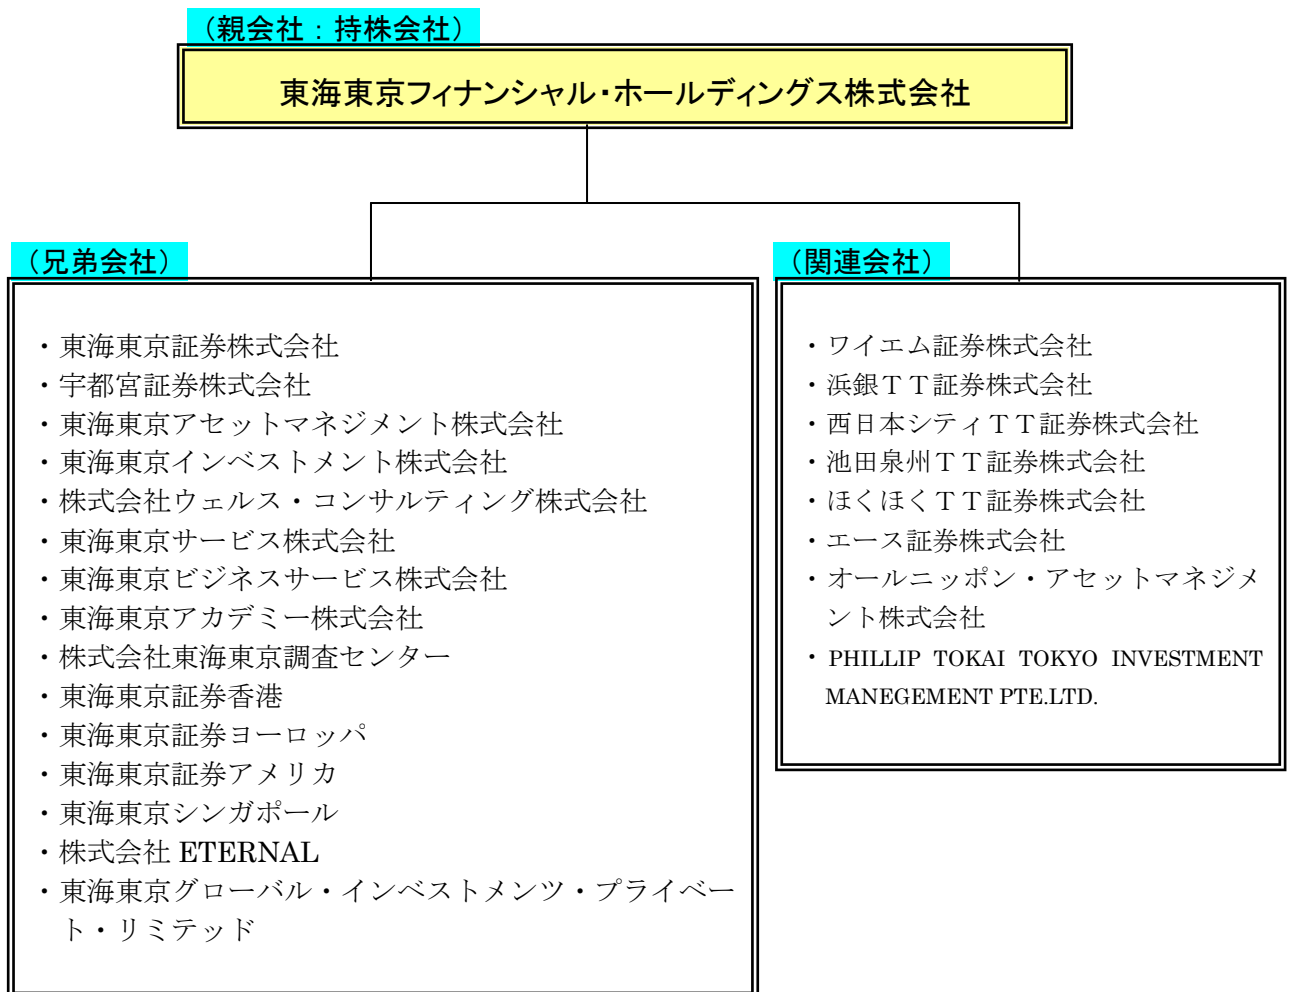 （親会社：持株会社）
東海東京フィナンシャル・ホールディングス株式会社
（兄弟会社）
・東海東京証券株式会社
・宇都宮証券株式会社
・東海東京アセットマネジメント株式会社
・東海東京インベストメント株式会社
・株式会社ウェルス・コンサルティング株式会社
・東海東京サービス株式会社
・東海東京ビジネスサービス株式会社
・東海東京アカデミー株式会社
・株式会社東海東京調査センター
・東海東京証券香港
・東海東京証券ヨーロッパ
・東海東京証券アメリカ
・東海東京シンガポール
・株式会社 ETERNAL
・東海東京グローバル・インベストメンツ・プライベー
ト・リミテッド
（関連会社）
・ワイエム証券株式会社
・浜銀ＴＴ証券株式会社
・西日本シティＴＴ証券株式会社
・池田泉州ＴＴ証券株式会社
・ほくほくＴＴ証券株式会社
・エース証券株式会社
・オールニッポン・アセットマネジメ
ント株式会社
・PHILLIP TOKAI TOKYO INVESTMENT
MANEGEMENT PTE.LTD.